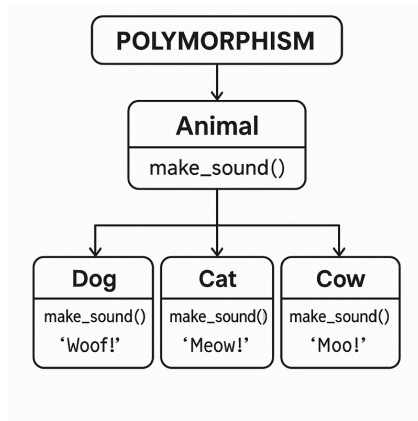 POLYMORPHISM
Animal
make_sound()
Dog
make_sound()
‘Woof!’
Cat
make_sound()
‘Meow!’
Cow
make_sound()
‘Moo!’